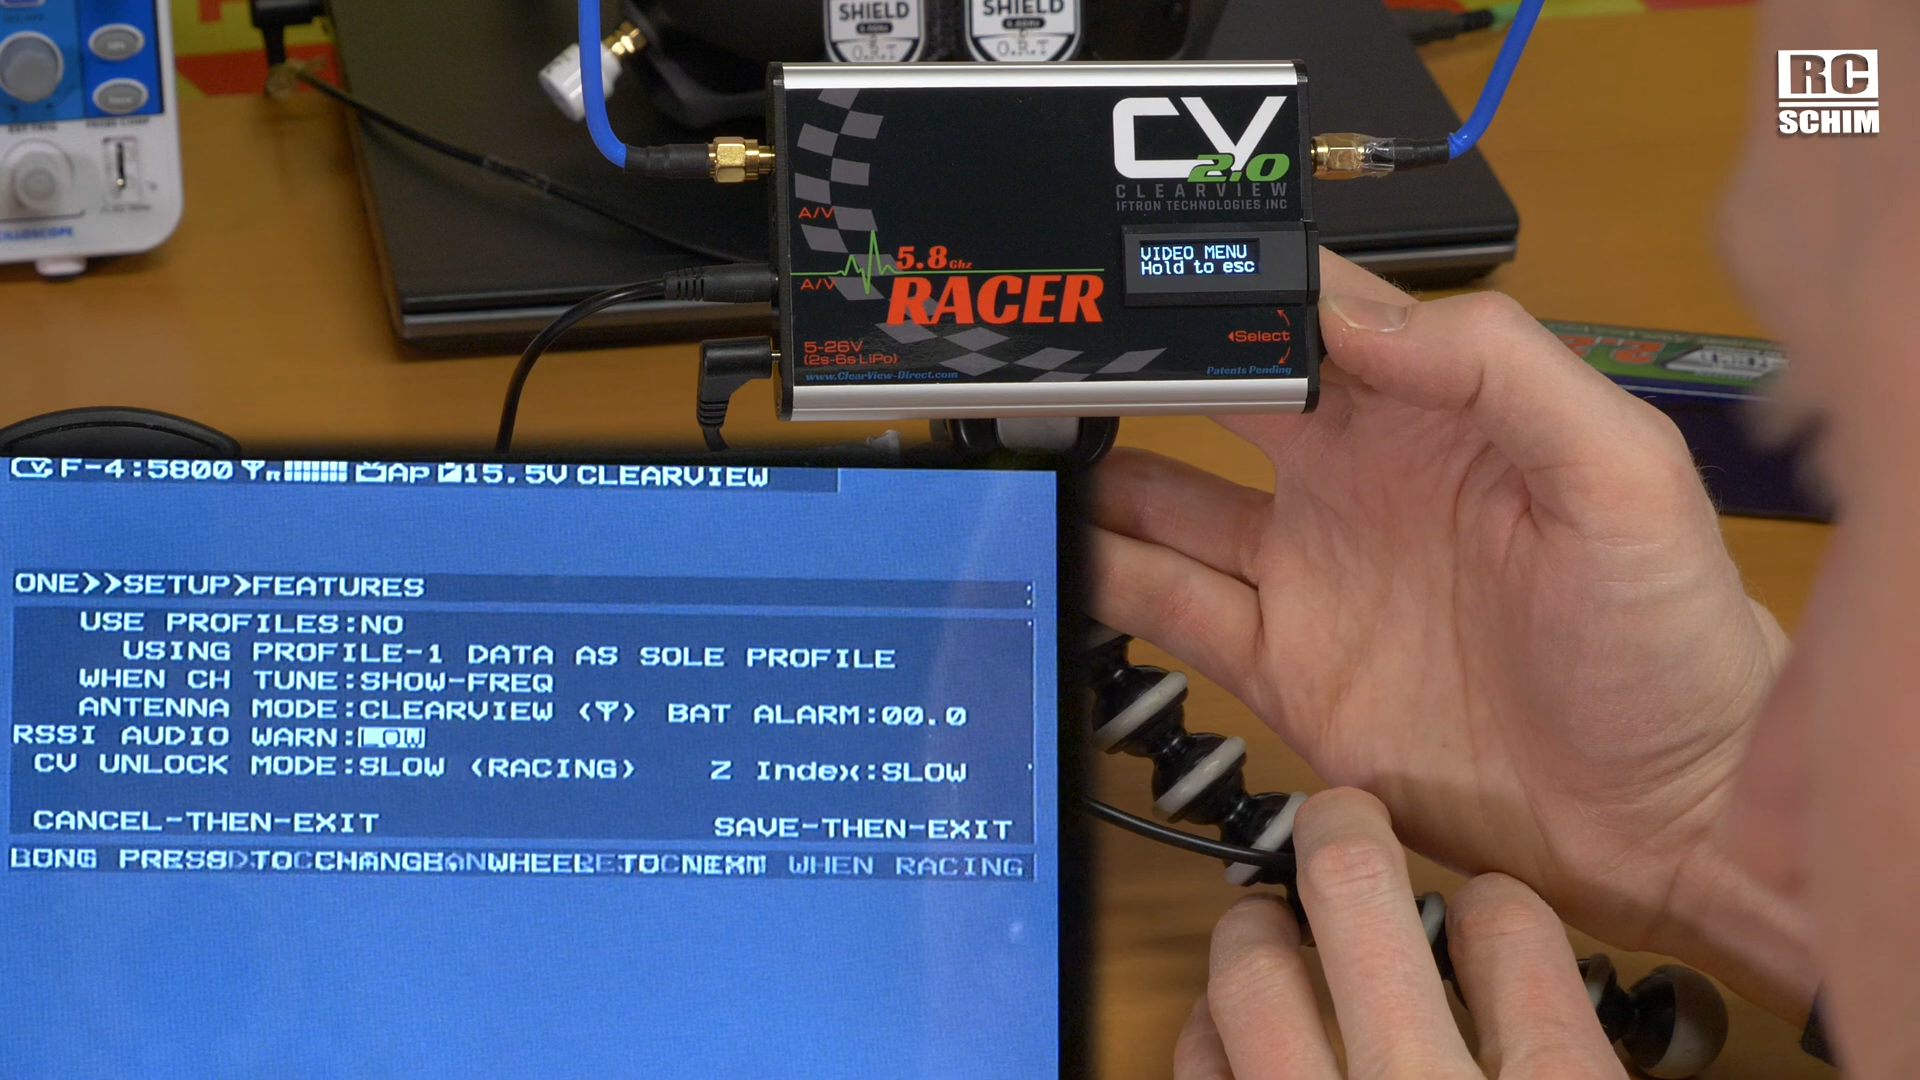 SHIELD
SHIELD
O.R.T
O.R.T
RC
SCHIM
CV
2.0
CLEARVIEW
IFTRON TECHNOLOGIES INC
A/V
A/V
5.8 Ghz
RACER
VIDEO MENU
Hold to esc
Select
5-26V
(2s-6s LiPo)
www.ClearView-Direct.com
Patents Pending
CV F-4:5800 AP 15.5V CLEARVIEW
ONE>>SETUP>FEATURES
USE PROFILES:NO
USING PROFILE-1 DATA AS SOLE PROFILE
WHEN CH TUNE:SHOW-FREQ
ANTENNA MODE:CLEARVIEW (Y) BAT ALARM:00.0
RSSI AUDIO WARN:LOW
CV UNLOCK MODE:SLOW (RACING) Z Index:SLOW
CANCEL-THEN-EXIT SAVE-THEN-EXIT
WHEN RACING